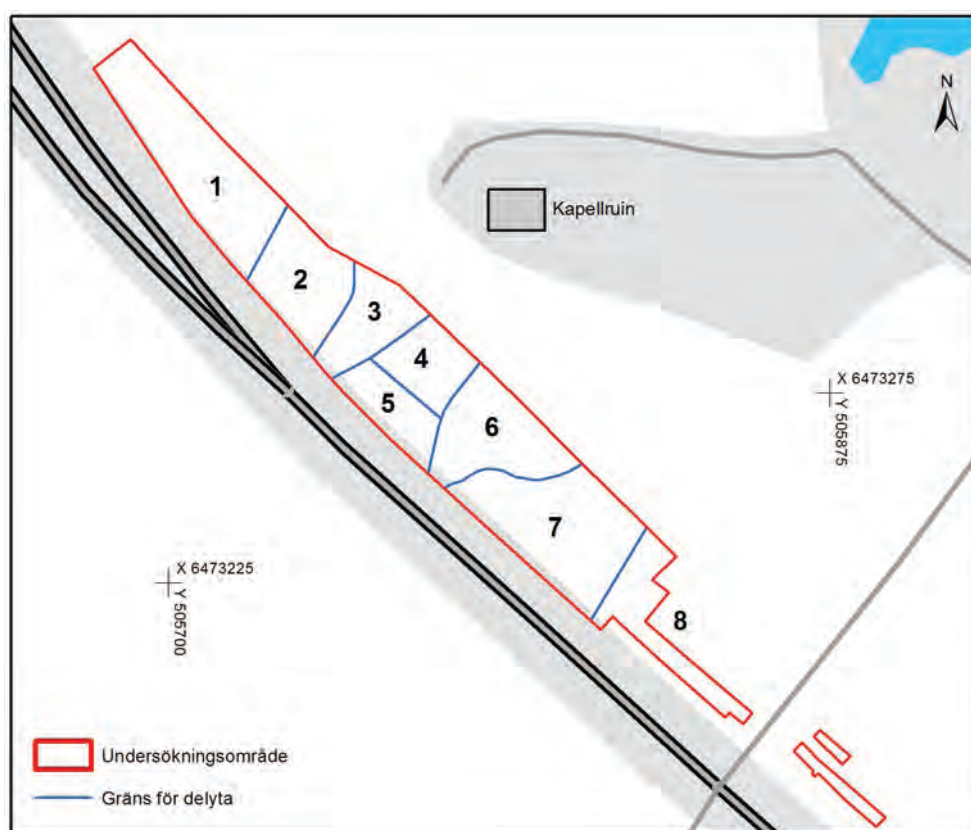 N
1
Kapellruin
2
3
4
5
X 6473275
Y 505875
6
7
X 6473225
Y 505700
8
Undersökningsområde
Gräns för delyta